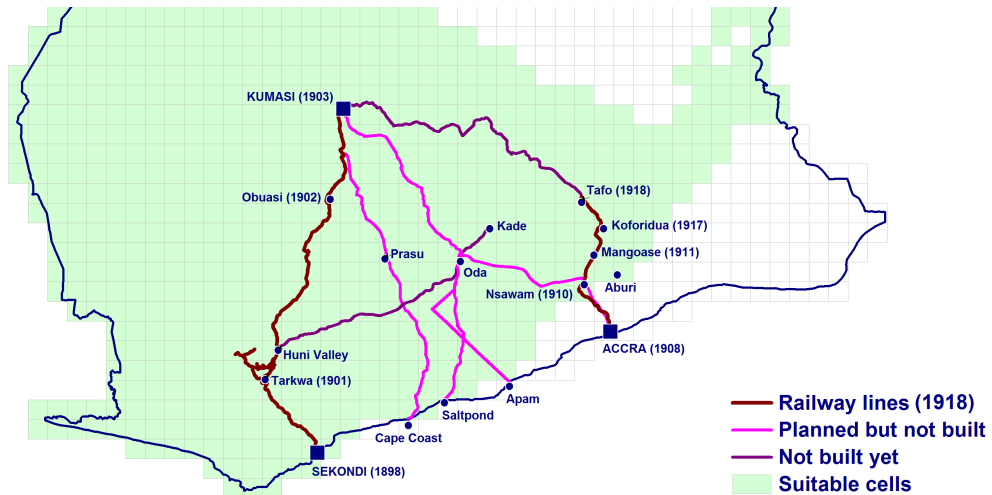 KUMASI (1903)
Obuasi (1902)
Tafo (1918)
Koforidua (1917)
Kade
Mangoase (1911)
Prasu
Oda
Aburi
Nsawam (1910)
ACCRA (1908)
Huni Valley
Tarkwa (1901)
Apam
Saltpond
Cape Coast
SEKONDI (1898)
Railway lines (1918)
Planned but not built
Not built yet
Suitable cells